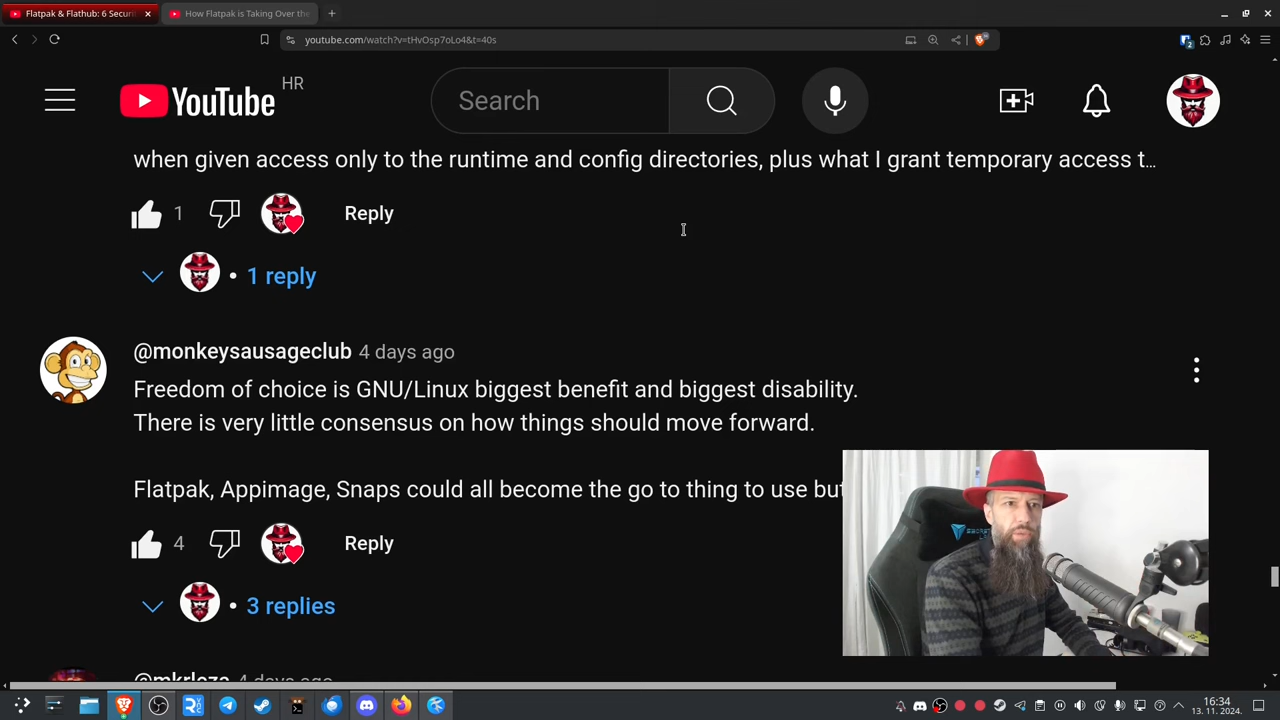 Flatpak & Flathub: 6 Securi
How Flatpak is Taking Over the
youtube.com/watch?v=tHvOsp7oLo4&t=40s
YouTube HR
Search
when given access only to the runtime and config directories, plus what I grant temporary access t…
1
Reply
• 1 reply
@monkeysausageclub 4 days ago
Freedom of choice is GNU/Linux biggest benefit and biggest disability.
There is very little consensus on how things should move forward.
Flatpak, Appimage, Snaps could all become the go to thing to use but
4
Reply
• 3 replies
@mkrloza 4 days ago
16:34
13. 11. 2024.